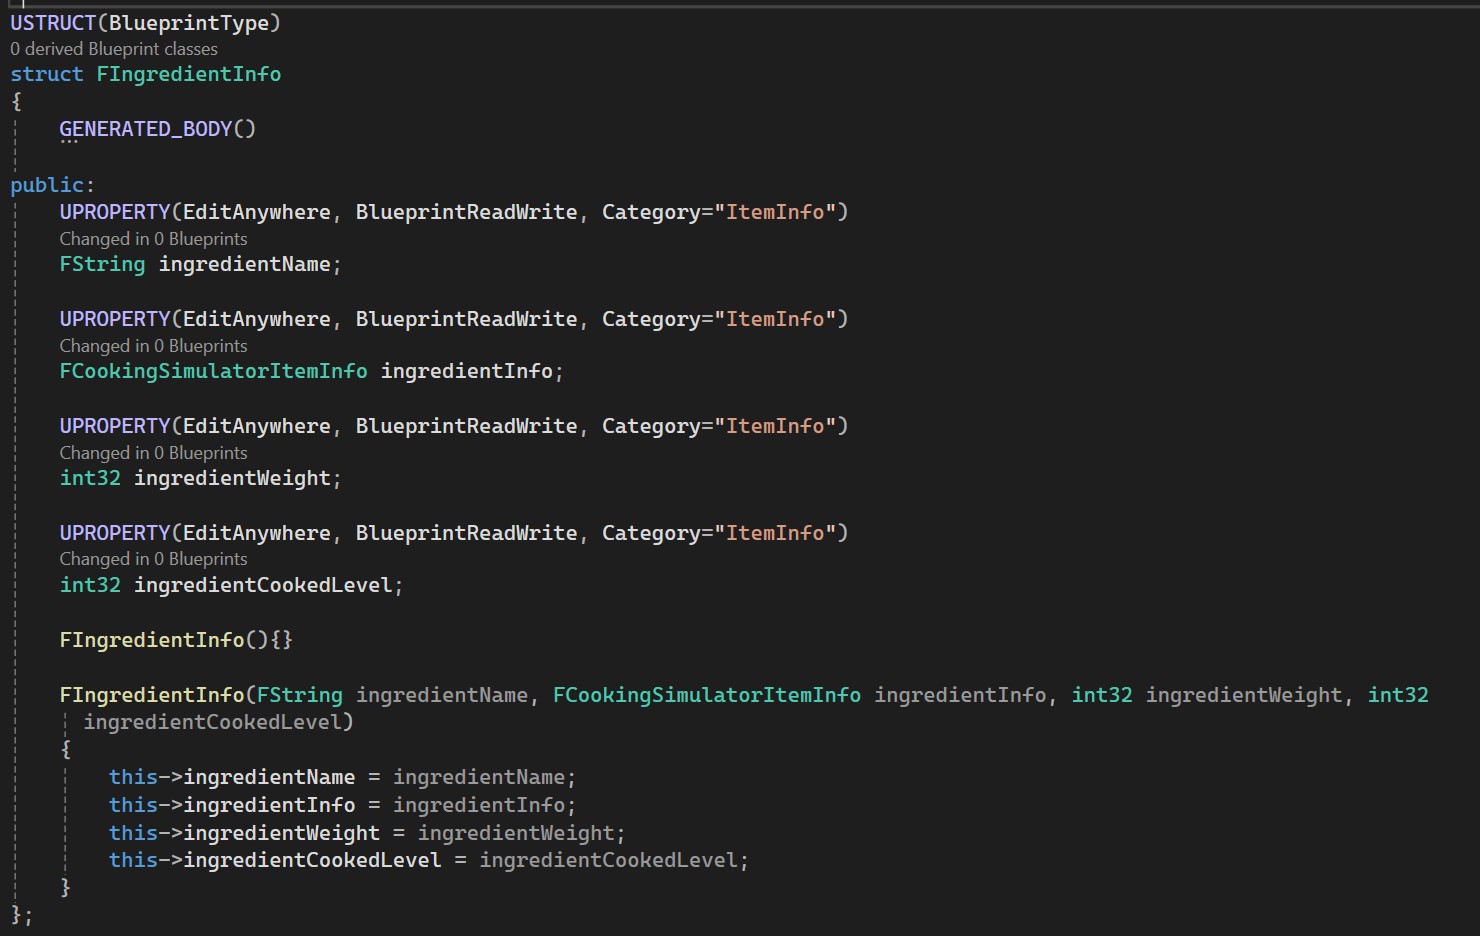 USTRUCT(BlueprintType)
0 derived Blueprint classes
struct FIngredientInfo
{
    GENERATED_BODY()

public:
    UPROPERTY(EditAnywhere, BlueprintReadWrite, Category="ItemInfo")
    Changed in 0 Blueprints
    FString ingredientName;

    UPROPERTY(EditAnywhere, BlueprintReadWrite, Category="ItemInfo")
    Changed in 0 Blueprints
    FCookingSimulatorItemInfo ingredientInfo;

    UPROPERTY(EditAnywhere, BlueprintReadWrite, Category="ItemInfo")
    Changed in 0 Blueprints
    int32 ingredientWeight;

    UPROPERTY(EditAnywhere, BlueprintReadWrite, Category="ItemInfo")
    Changed in 0 Blueprints
    int32 ingredientCookedLevel;

    FIngredientInfo(){}

    FIngredientInfo(FString ingredientName, FCookingSimulatorItemInfo ingredientInfo, int32 ingredientWeight, int32
      ingredientCookedLevel)
    {
        this->ingredientName = ingredientName;
        this->ingredientInfo = ingredientInfo;
        this->ingredientWeight = ingredientWeight;
        this->ingredientCookedLevel = ingredientCookedLevel;
    }
};